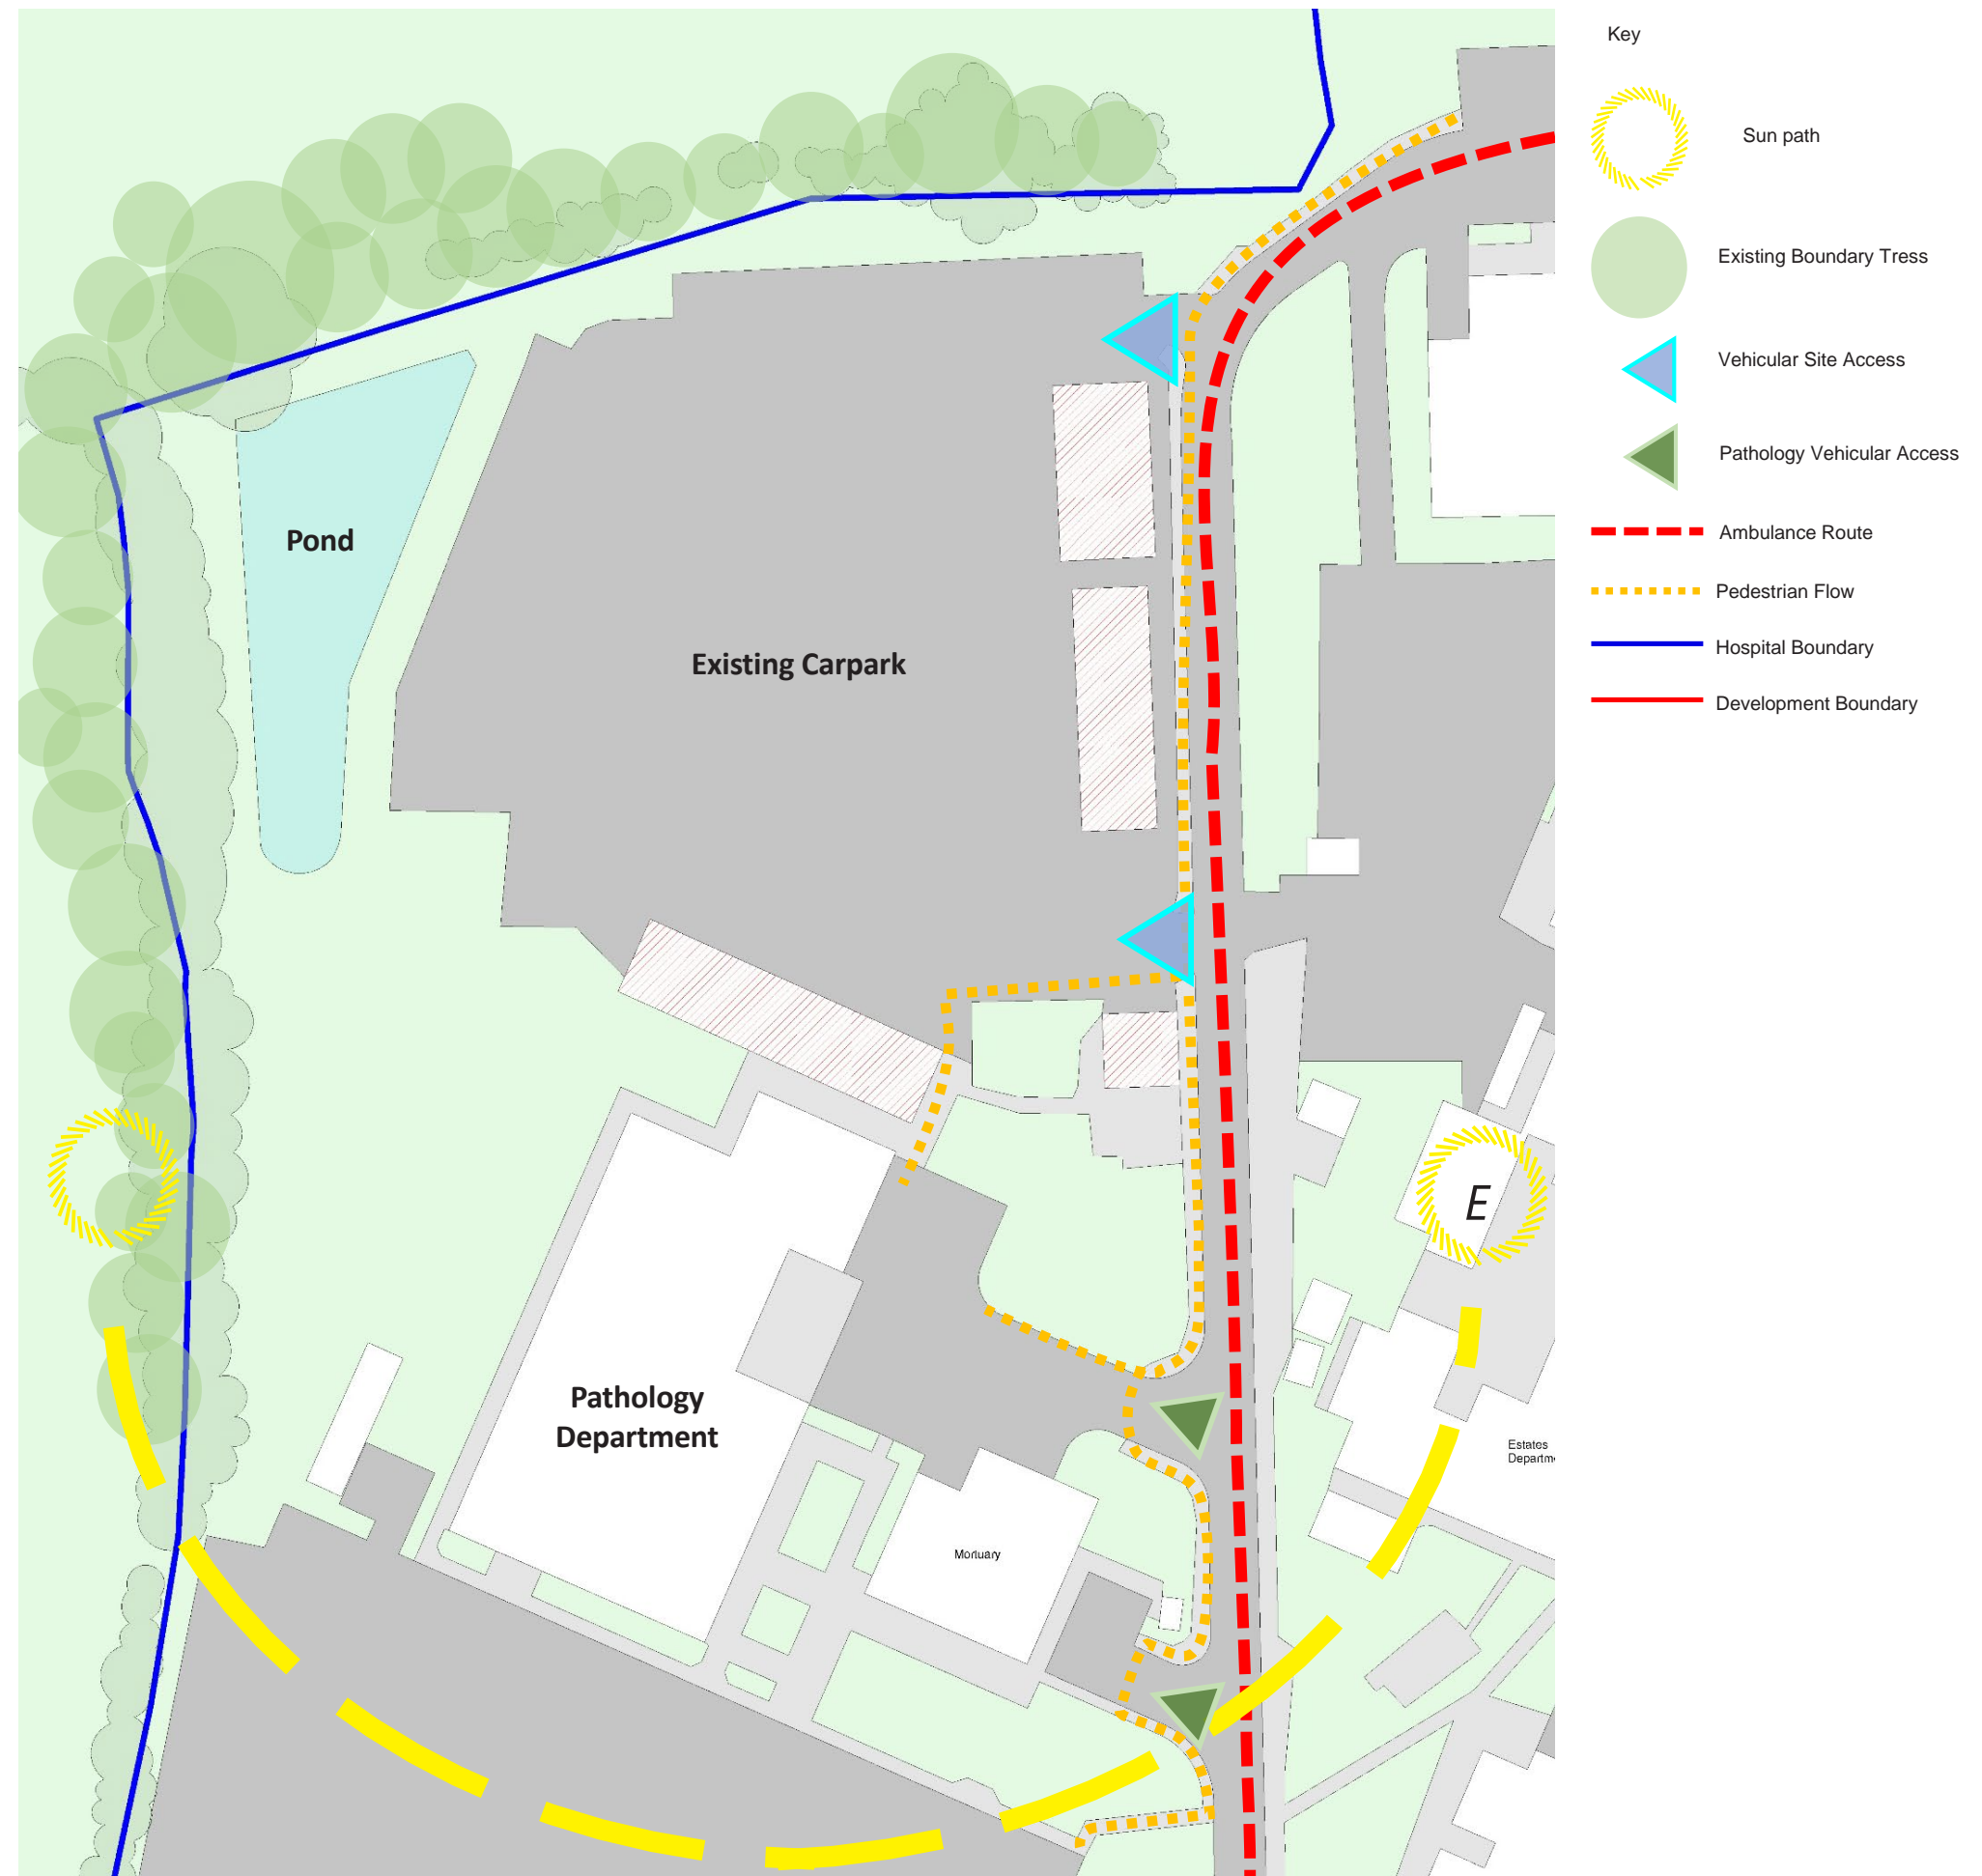 Key
Sun path
Existing Boundary Tress
Vehicular Site Access
Pathology Vehicular Access
Ambulance Route
Pedestrian Flow
Hospital Boundary
Development Boundary
Pond
Existing Carpark
E
Pathology
Department
Estates
Departm
Mortuary